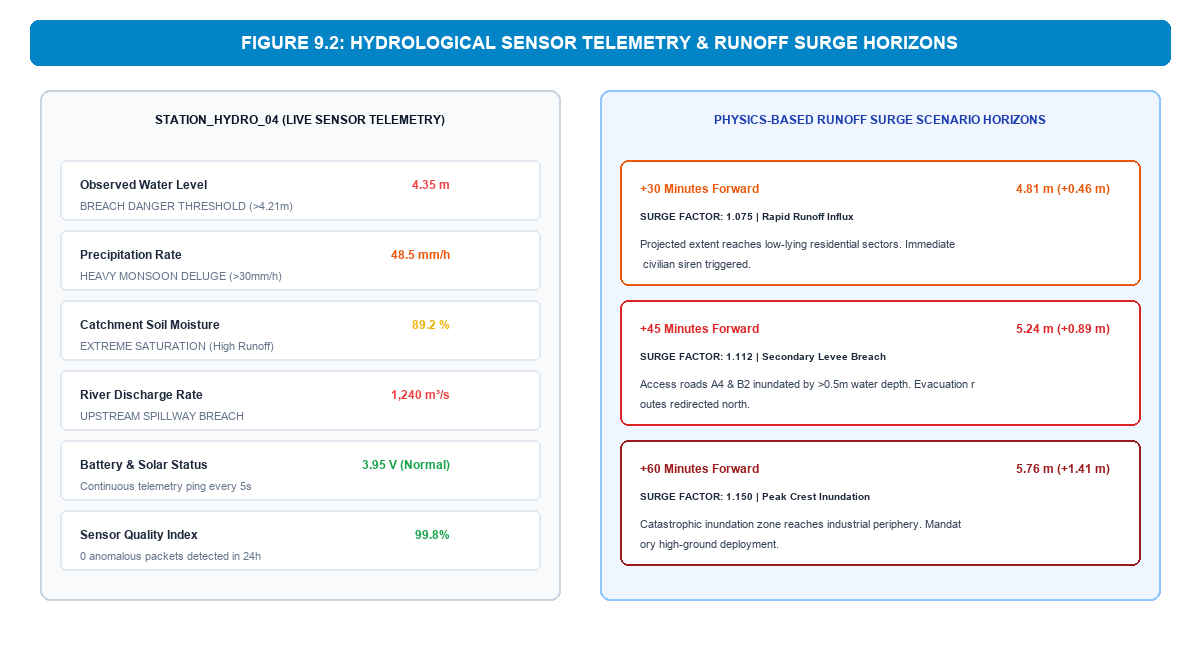 FIGURE 9.2: HYDROLOGICAL SENSOR TELEMETRY & RUNOFF SURGE HORIZONS
STATION_HYDRO_04 (LIVE SENSOR TELEMETRY)
Observed Water Level 4.35 m
BREACH DANGER THRESHOLD (>4.21m)
Precipitation Rate 48.5 mm/h
HEAVY MONSOON DELUGE (>30mm/h)
Catchment Soil Moisture 89.2 %
EXTREME SATURATION (High Runoff)
River Discharge Rate 1,240 m³/s
UPSTREAM SPILLWAY BREACH
Battery & Solar Status 3.95 V (Normal)
Continuous telemetry ping every 5s
Sensor Quality Index 99.8%
0 anomalous packets detected in 24h
PHYSICS-BASED RUNOFF SURGE SCENARIO HORIZONS
+30 Minutes Forward 4.81 m (+0.46 m)
SURGE FACTOR: 1.075 | Rapid Runoff Influx
Projected extent reaches low-lying residential sectors. Immediate
civilian siren triggered.
+45 Minutes Forward 5.24 m (+0.89 m)
SURGE FACTOR: 1.112 | Secondary Levee Breach
Access roads A4 & B2 inundated by >0.5m water depth. Evacuation r
outes redirected north.
+60 Minutes Forward 5.76 m (+1.41 m)
SURGE FACTOR: 1.150 | Peak Crest Inundation
Catastrophic inundation zone reaches industrial periphery. Mandat
ory high-ground deployment.